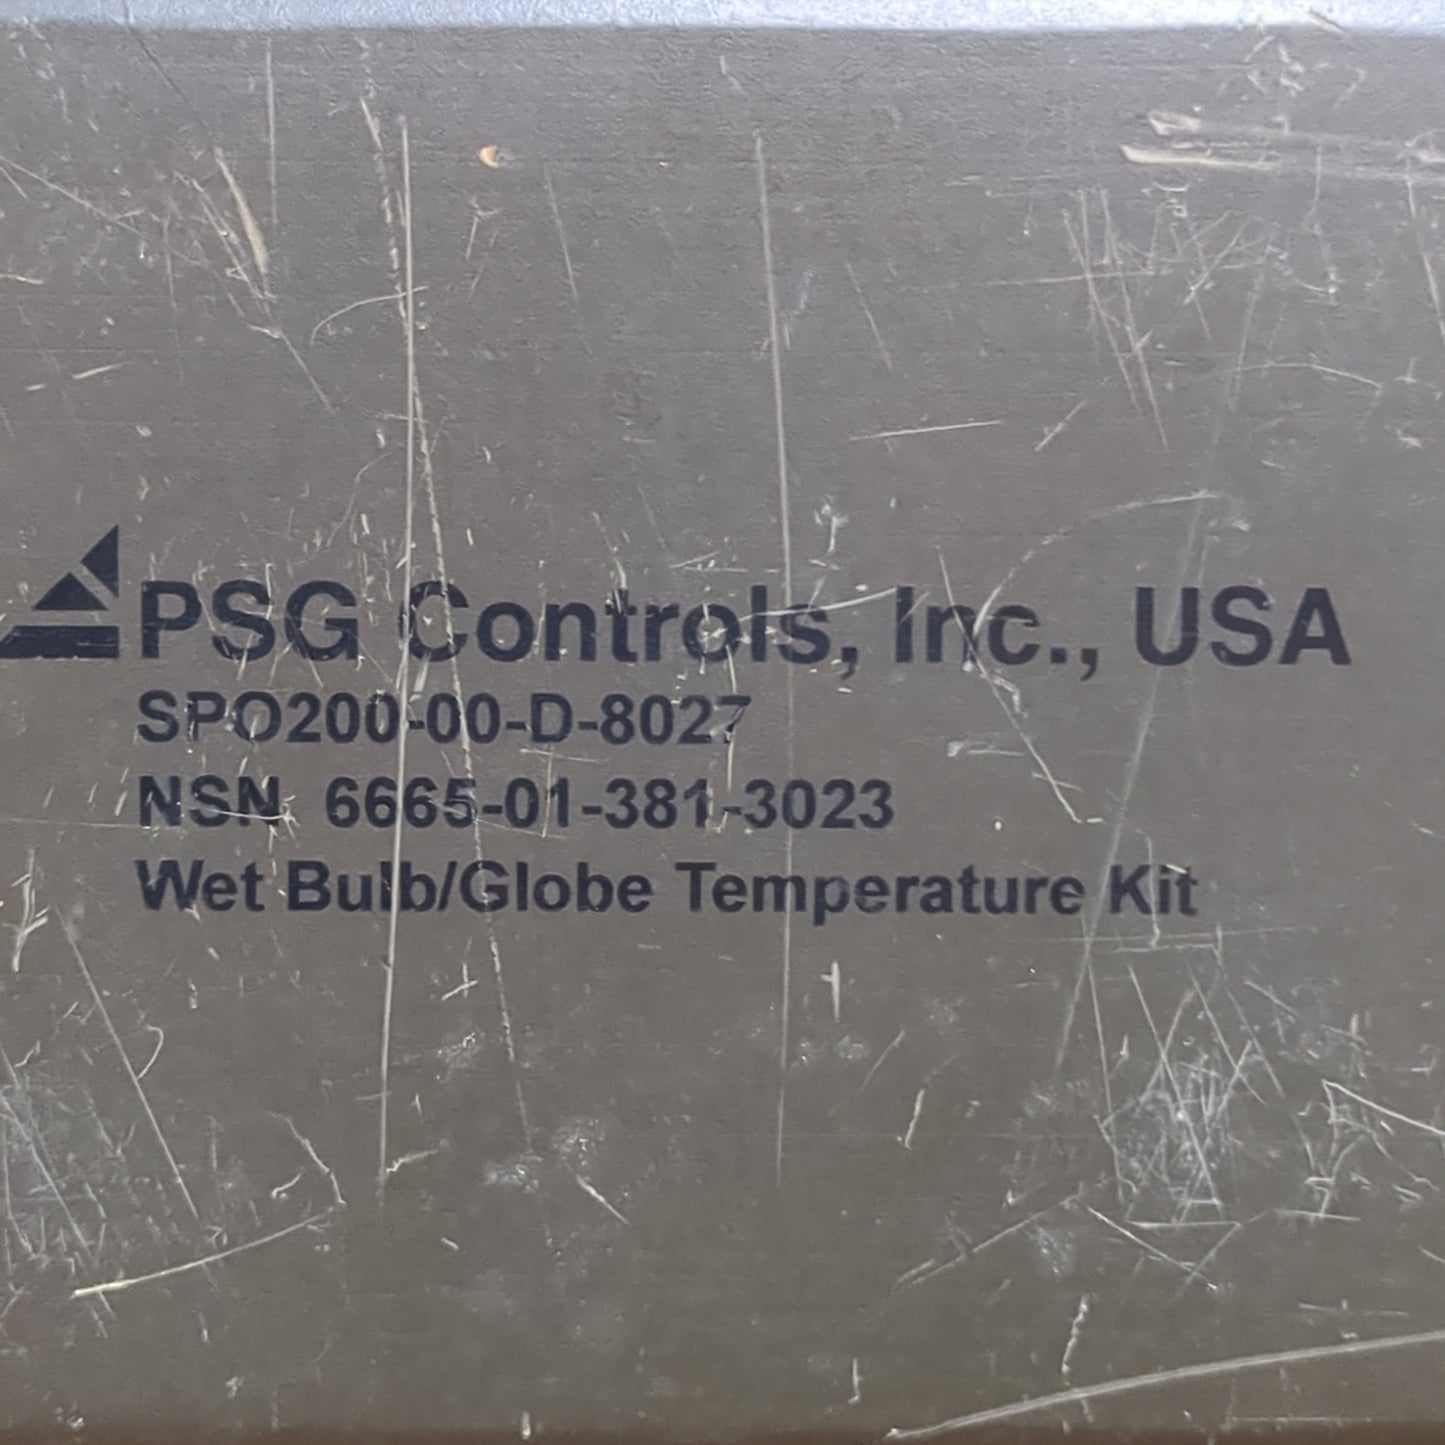 PSG Controls, Inc., USA
SPO200-00-D-8027
NSN 6665-01-381-3023
Wet Bulb/Globe Temperature Kit